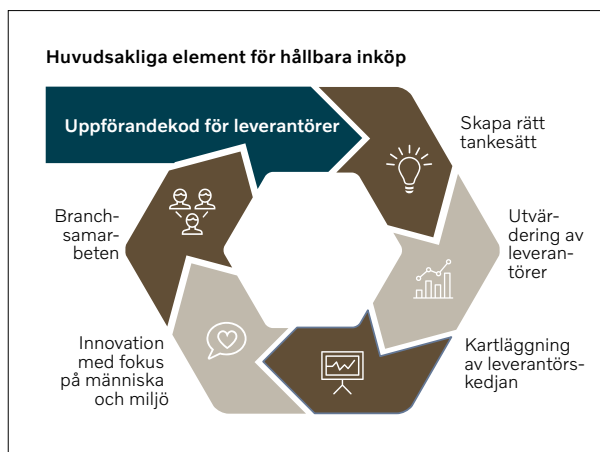 Huvudsakliga element för hållbara inköp
Uppförandekod för leverantörer
Skapa rätt
tankesätt
Utvär-
dering av
leveran-
törer
Kartläggning
av leverantörs-
kedjan
Innovation
med fokus
på människa
och miljö
Branch-
samar-
beten